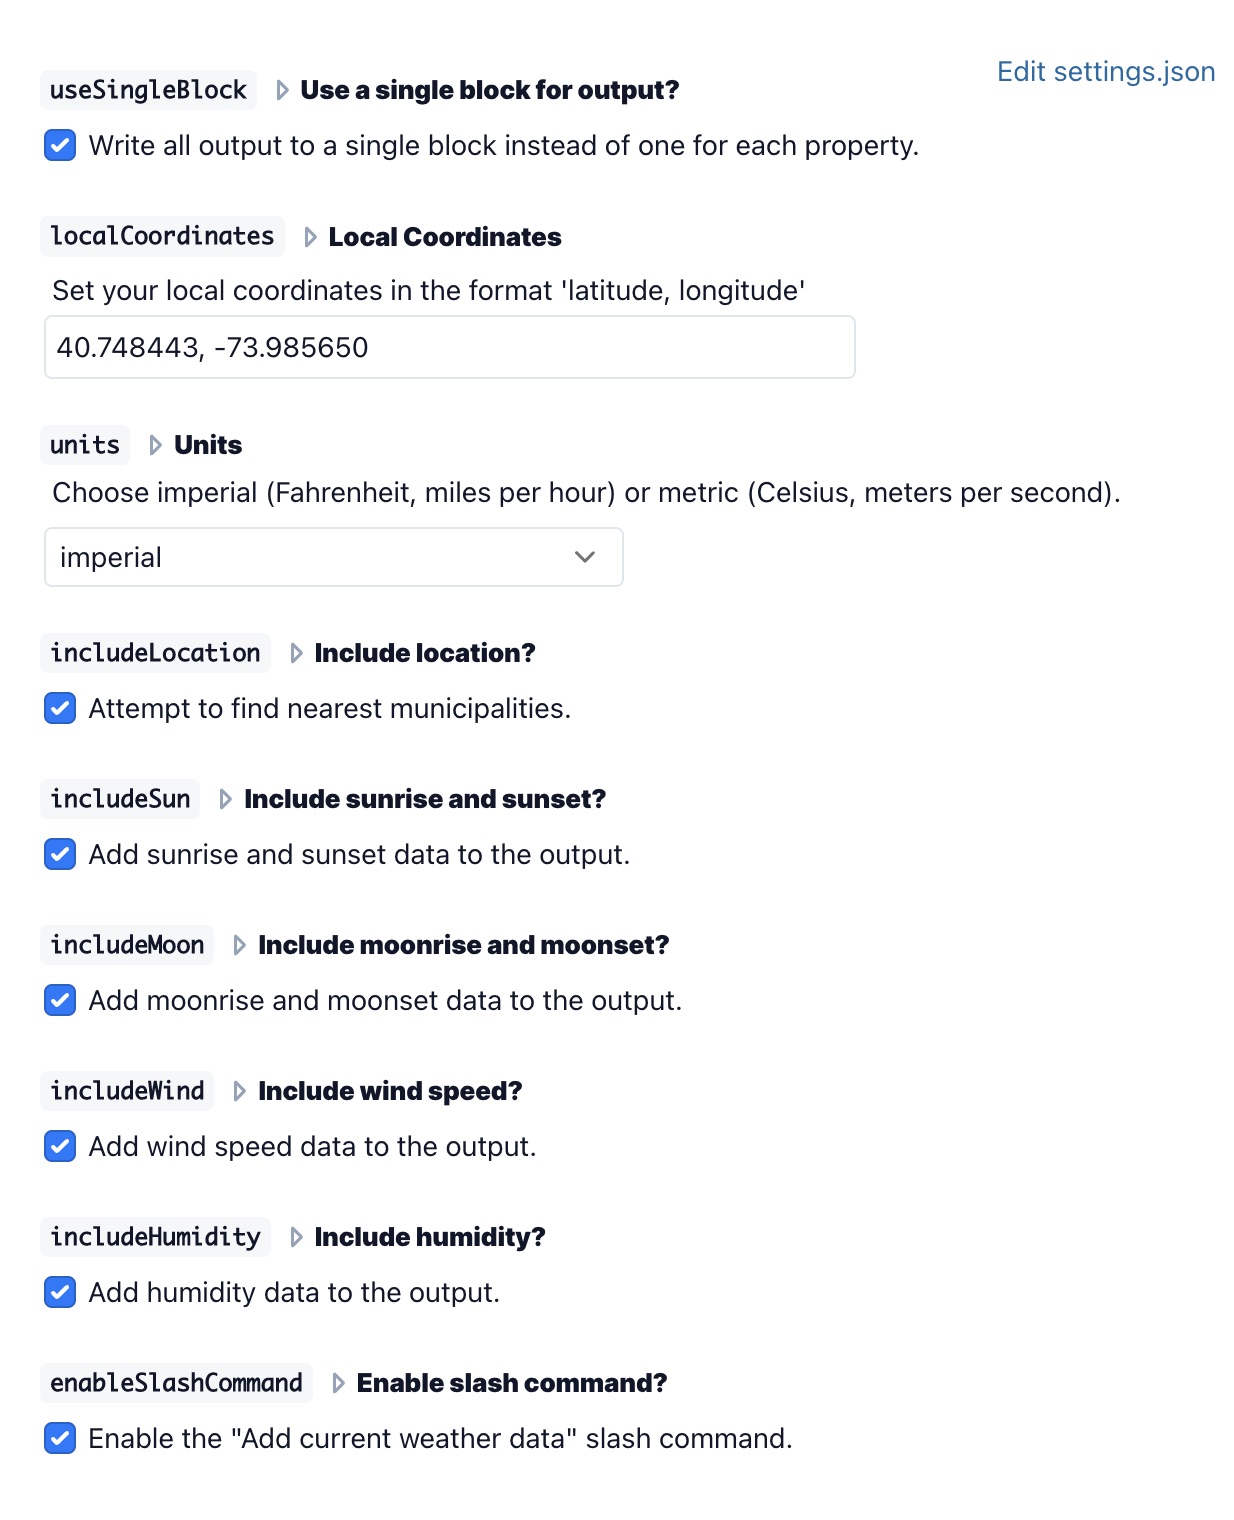 Edit settings.json
useSingleBlock Use a single block for output?
Write all output to a single block instead of one for each property.
localCoordinates Local Coordinates
Set your local coordinates in the format 'latitude, longitude'
40.748443, -73.985650
units Units
Choose imperial (Fahrenheit, miles per hour) or metric (Celsius, meters per second).
imperial
includeLocation Include location?
Attempt to find nearest municipalities.
includeSun Include sunrise and sunset?
Add sunrise and sunset data to the output.
includeMoon Include moonrise and moonset?
Add moonrise and moonset data to the output.
includeWind Include wind speed?
Add wind speed data to the output.
includeHumidity Include humidity?
Add humidity data to the output.
enableSlashCommand Enable slash command?
Enable the "Add current weather data" slash command.